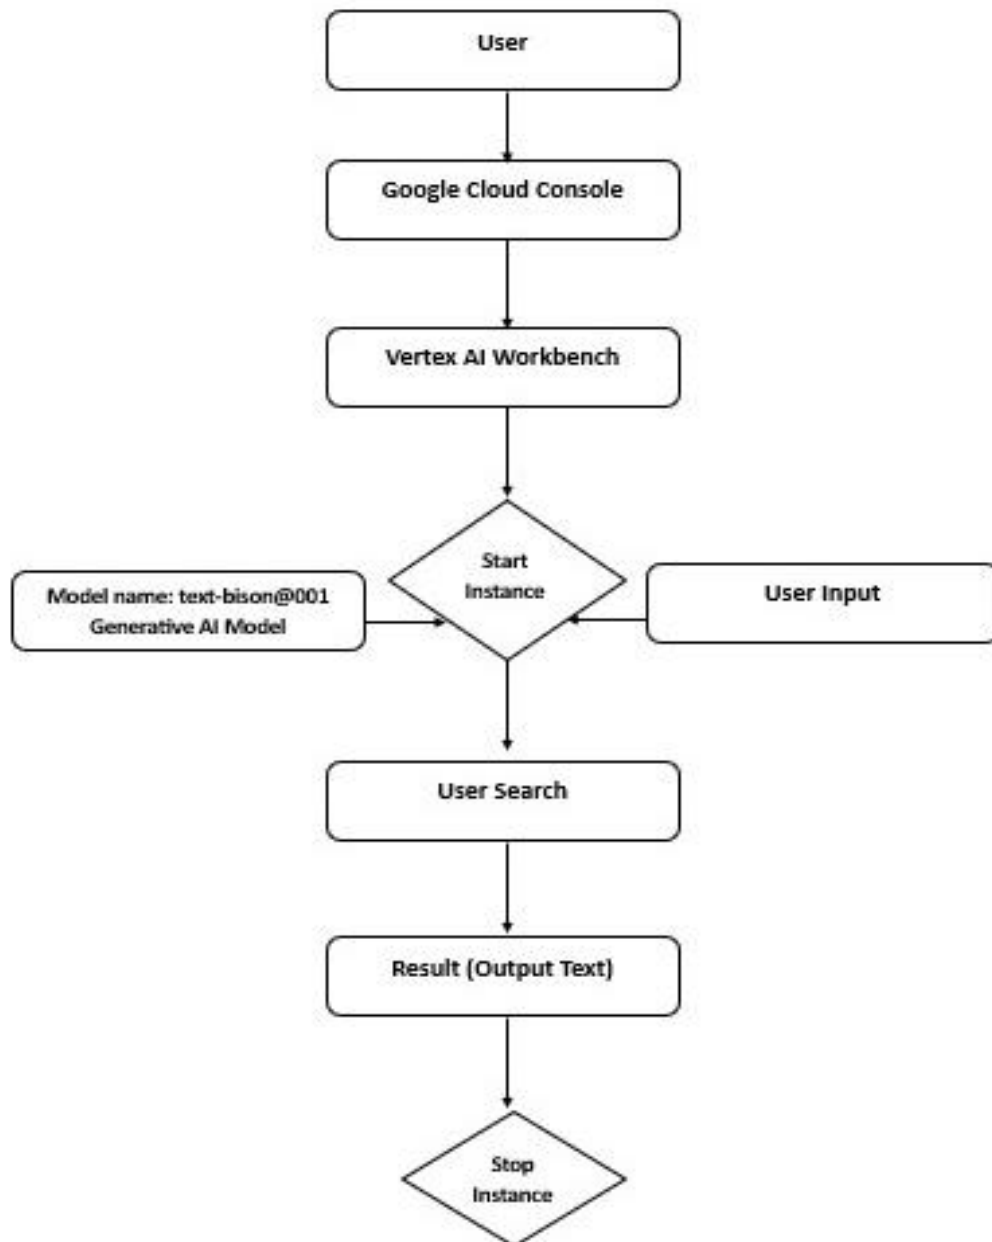 User
Google Cloud Console
Vertex AI Workbench
Start
Instance
Model name: text-bison@001
Generative AI Model
User Input
User Search
Result (Output Text)
Stop
Instance